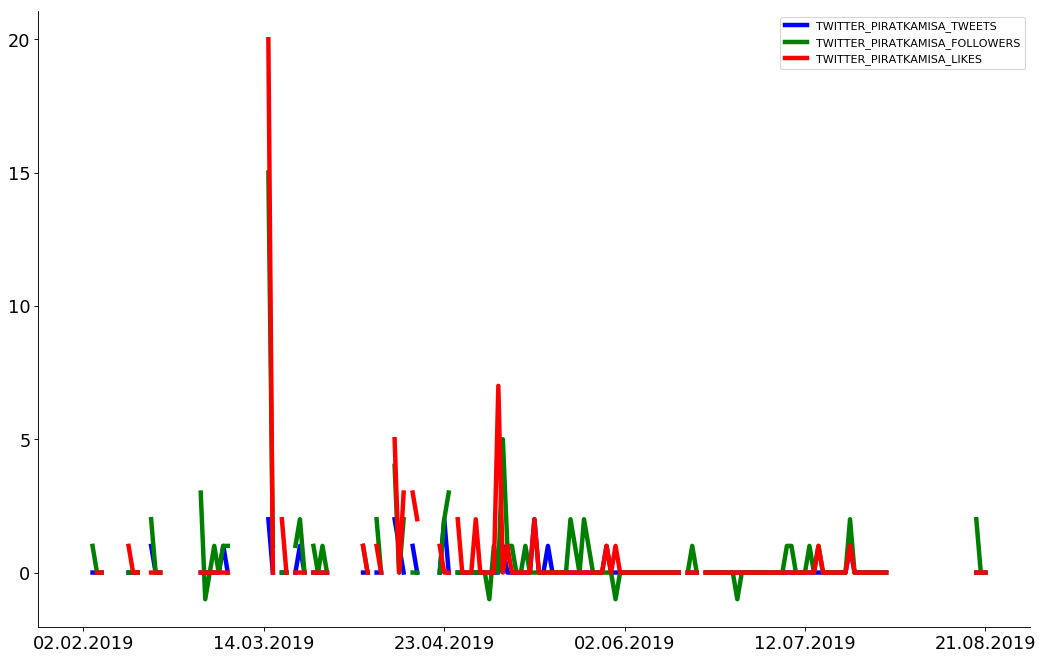 TWITTER_PIRATKAMISA_TWEETS
TWITTER_PIRATKAMISA_FOLLOWERS
TWITTER_PIRATKAMISA_LIKES
20
15
10
5
0
02.02.2019 14.03.2019 23.04.2019 02.06.2019 12.07.2019 21.08.2019